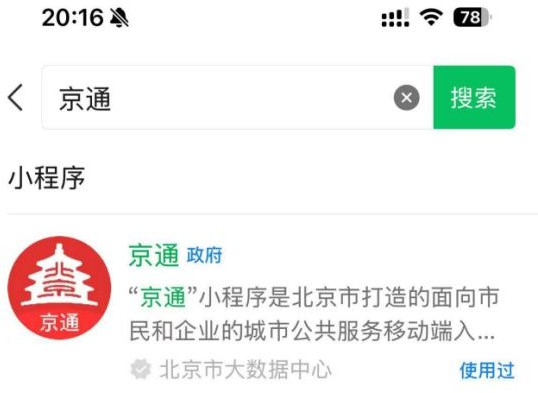 20:16
78
京通
搜索
小程序
京通 政府
“京通”小程序是北京市打造的面向市
民和企业的城市公共服务移动端入...
京通
北京市大数据中心
使用过